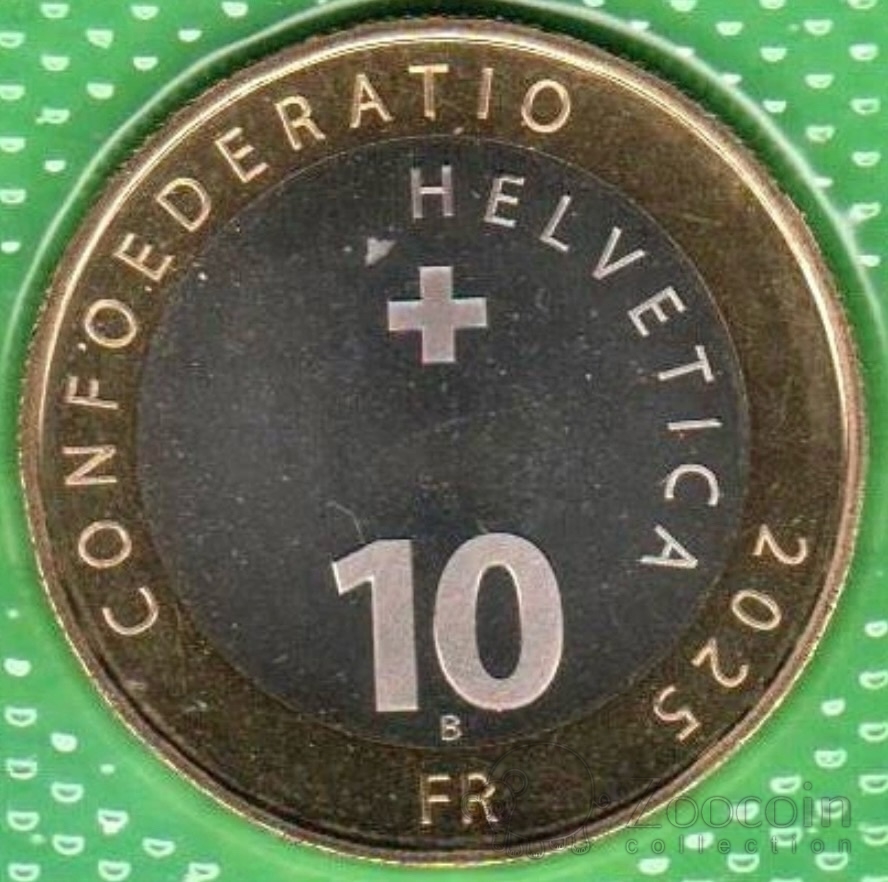 CONFOEDERATIO
HELVETICA
2025
10
B
FR
Zoocoin
collection